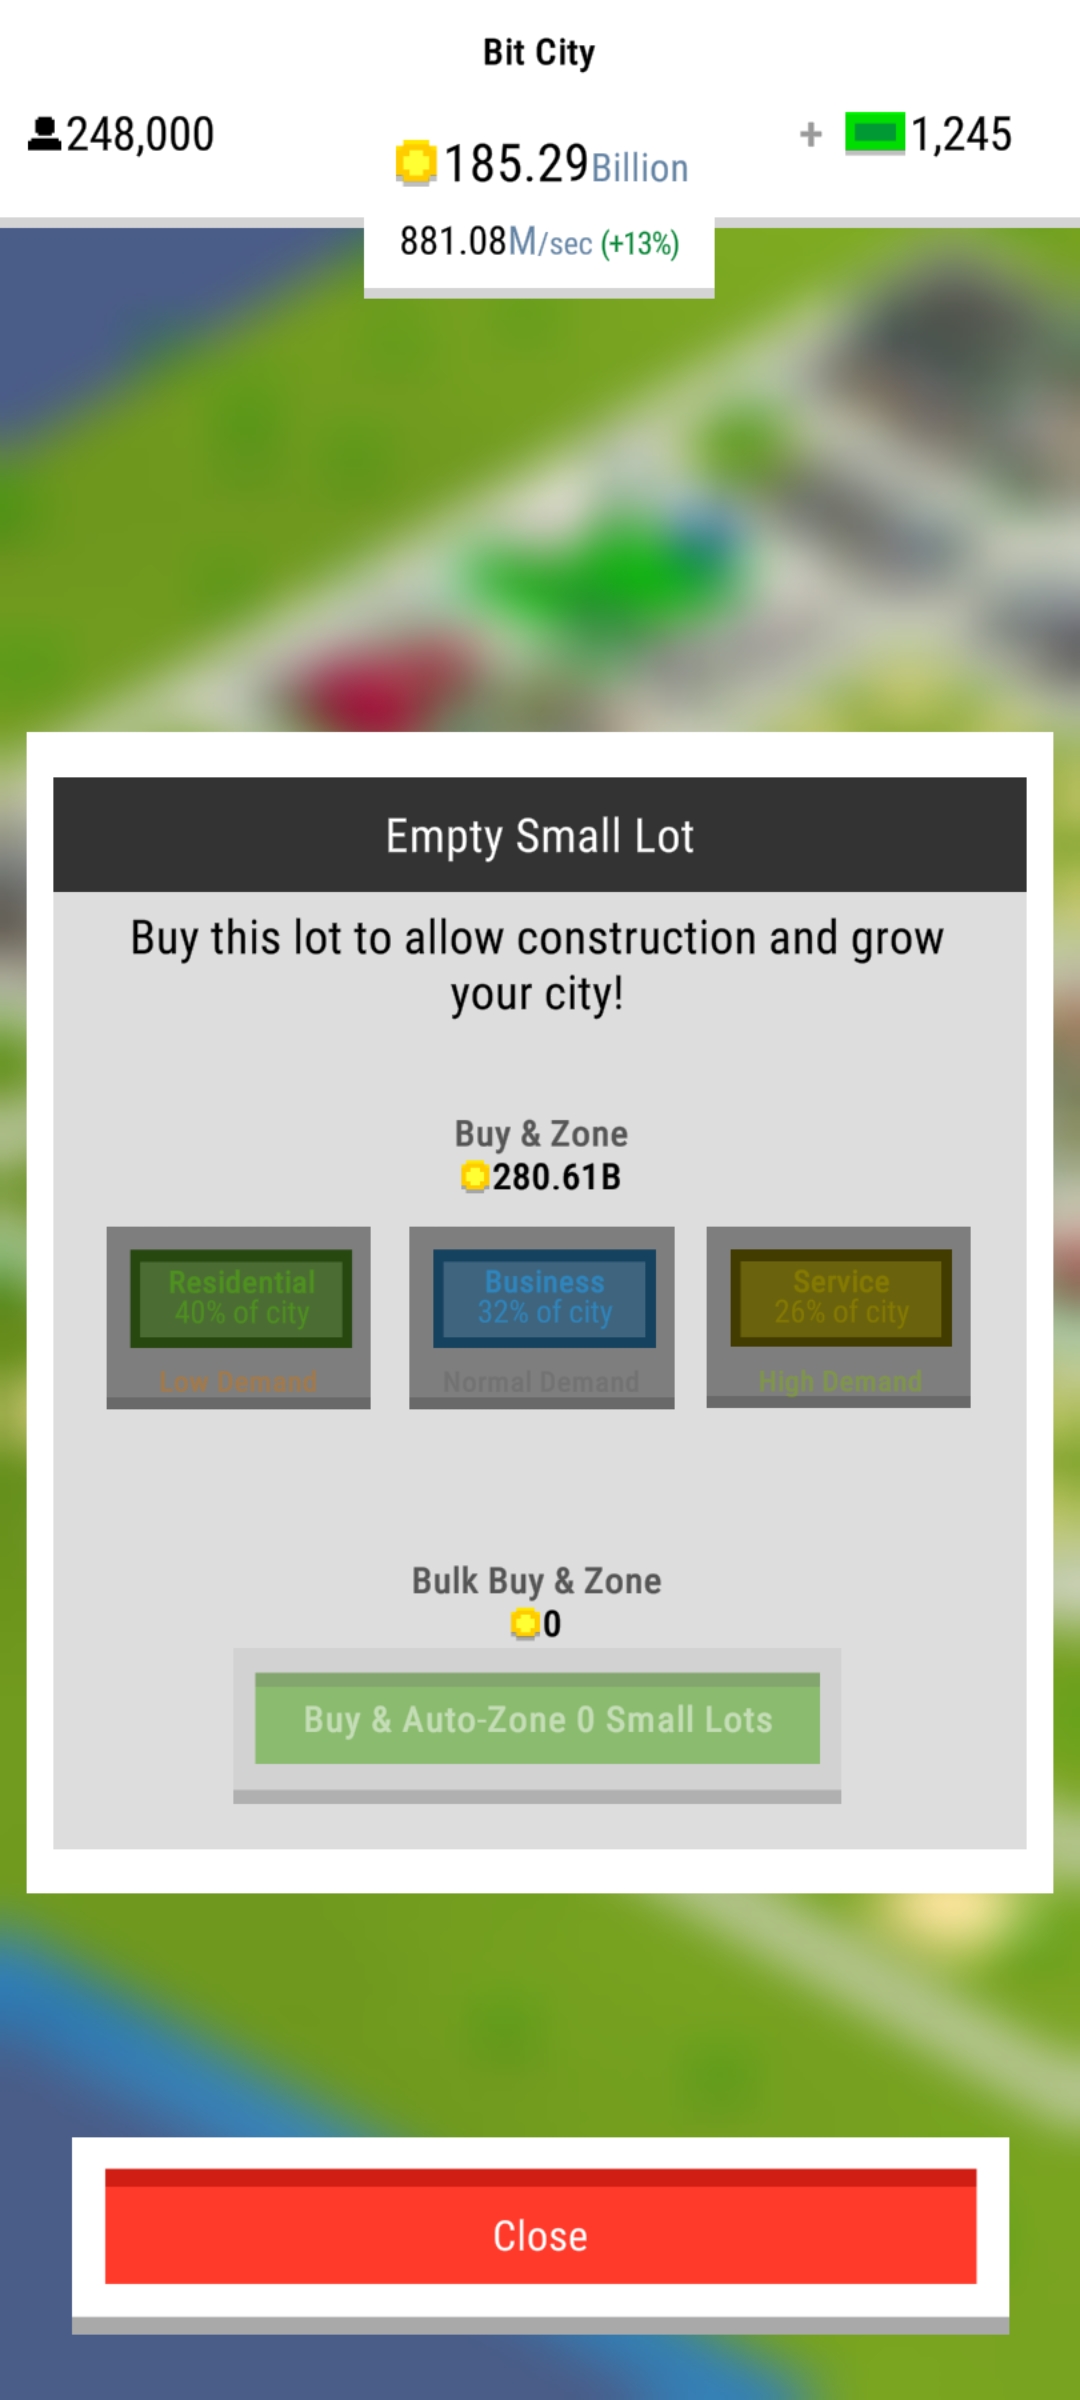 Bit City
248,000
185.29Billion
+ 1,245
881.08M/sec (+13%)
Empty Small Lot
Buy this lot to allow construction and grow
your city!
Buy & Zone
280.61B
Residential
40% of city
Low Demand
Business
32% of city
Normal Demand
Service
26% of city
High Demand
Bulk Buy & Zone
0
Buy & Auto-Zone 0 Small Lots
Close